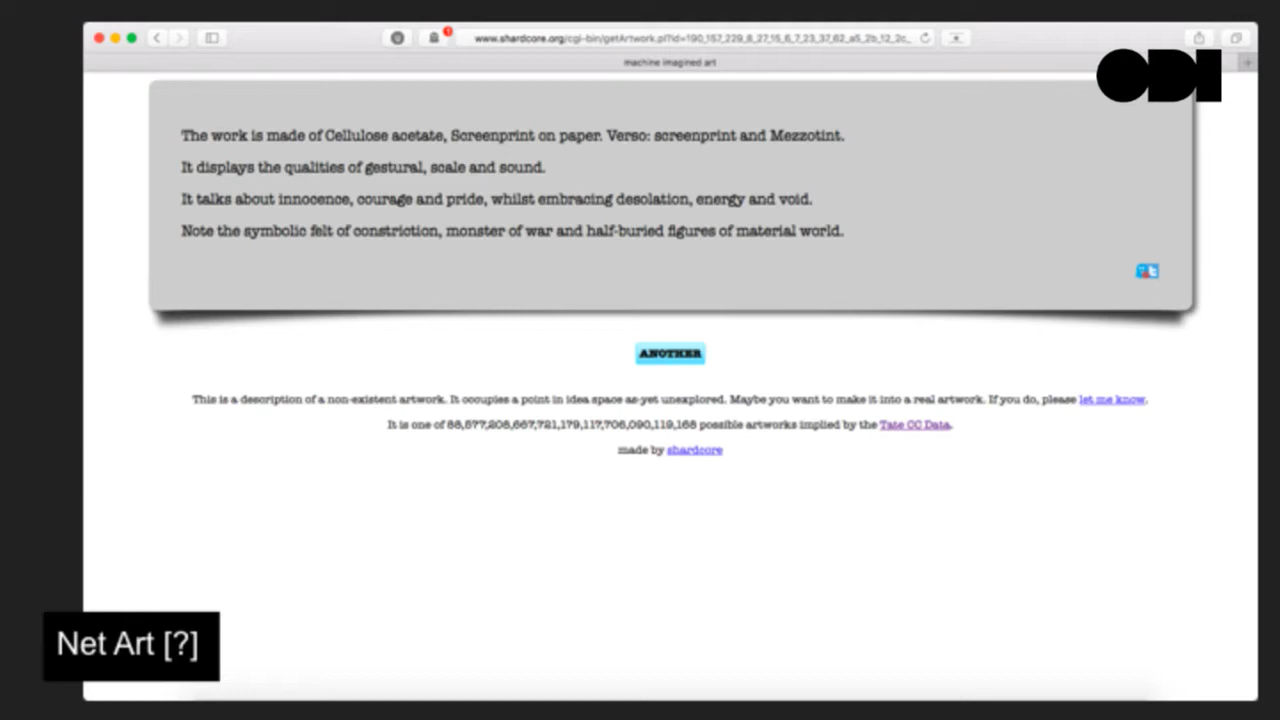 www.shardcore.org/cgi-bin/getArtwork.pl?id=190_157_229_8_27_15_6_7_23_37_62_a5_2b_12_2c_
machine imagined art
ODI
The work is made of Cellulose acetate, Screenprint on paper. Verso: screenprint and Mezzotint.
It displays the qualities of gestural, scale and sound.
It talks about innocence, courage and pride, whilst embracing desolation, energy and void.
Note the symbolic felt of constriction, monster of war and half-buried figures of material world.
ANOTHER
This is a description of a non-existent artwork. It occupies a point in idea space as-yet unexplored. Maybe you want to make it into a real artwork. If you do, please let me know.
It is one of 88,577,208,667,721,179,117,706,090,119,168 possible artworks implied by the Tate CC Data.
made by shardcore
Net Art [?]